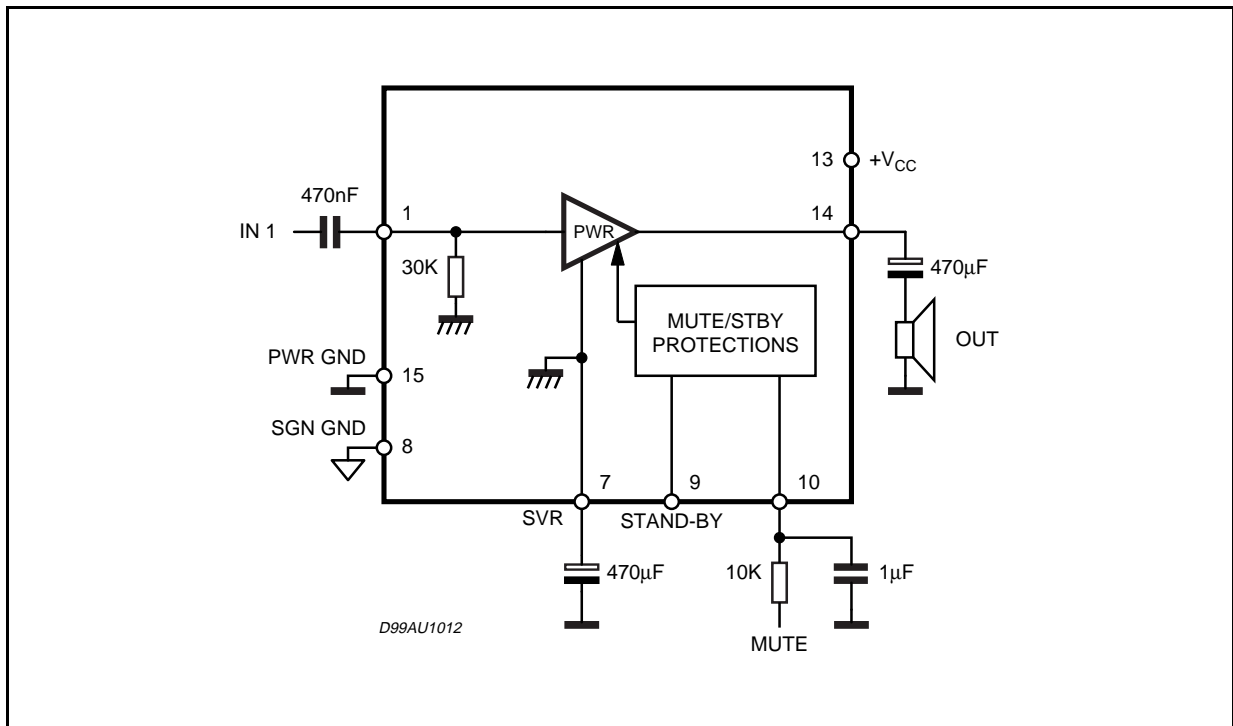 13
+VCC
470nF
1
14
IN 1
PWR
30K
470μF
MUTE/STBY
PROTECTIONS
OUT
PWR GND
15
SGN GND
8
7
9
10
SVR
STAND-BY
470μF
10K
1μF
D99AU1012
MUTE